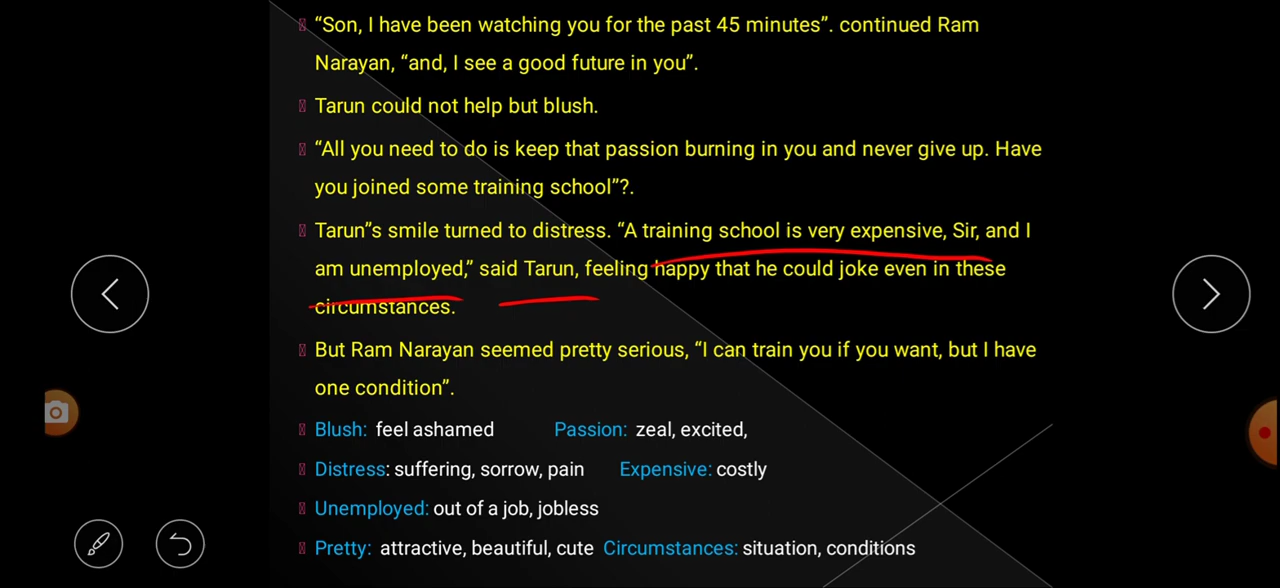 “Son, I have been watching you for the past 45 minutes”. continued Ram
Narayan, “and, I see a good future in you”.
Tarun could not help but blush.
“All you need to do is keep that passion burning in you and never give up. Have
you joined some training school”?.
Tarun”s smile turned to distress. “A training school is very expensive, Sir, and I
am unemployed,” said Tarun, feeling happy that he could joke even in these
circumstances.
But Ram Narayan seemed pretty serious, “I can train you if you want, but I have
one condition”.
Blush: feel ashamed Passion: zeal, excited,
Distress: suffering, sorrow, pain Expensive: costly
Unemployed: out of a job, jobless
Pretty: attractive, beautiful, cute Circumstances: situation, conditions